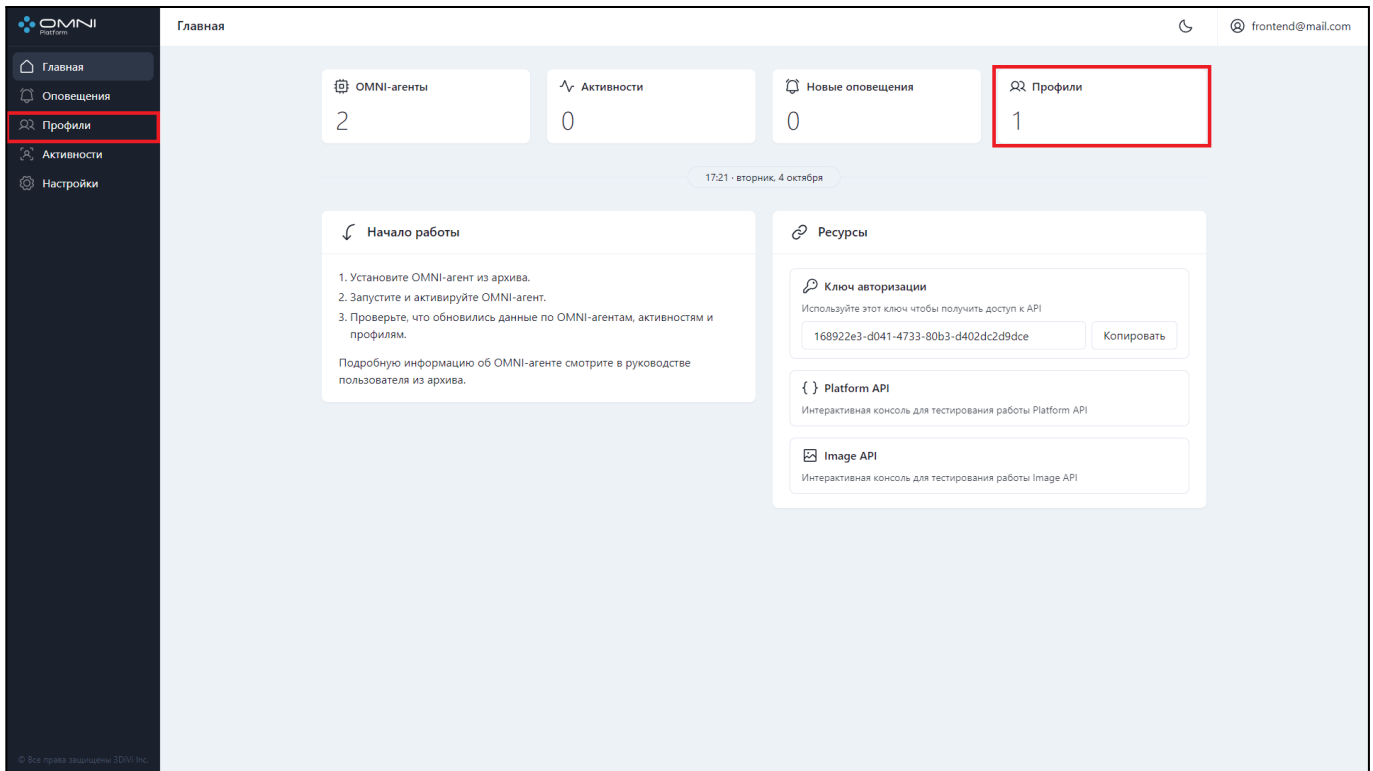 OMNI
Platform
Главная
frontend@mail.com
Главная
Оповещения
Профили
Активности
Настройки
OMNI-агенты
2
Активности
0
Новые оповещения
0
Профили
1
17:21 · вторник, 4 октября
Начало работы
1. Установите OMNI-агент из архива.
2. Запустите и активируйте OMNI-агент.
3. Проверьте, что обновились данные по OMNI-агентам, активностям и
профилям.
Подробную информацию об OMNI-агенте смотрите в руководстве
пользователя из архива.
Ресурсы
Ключ авторизации
Используйте этот ключ чтобы получить доступ к API
168922e3-d041-4733-80b3-d402dc2d9dce
Копировать
{ } Platform API
Интерактивная консоль для тестирования работы Platform API
Image API
Интерактивная консоль для тестирования работы Image API
© Все права защищены 3DiVi Inc.